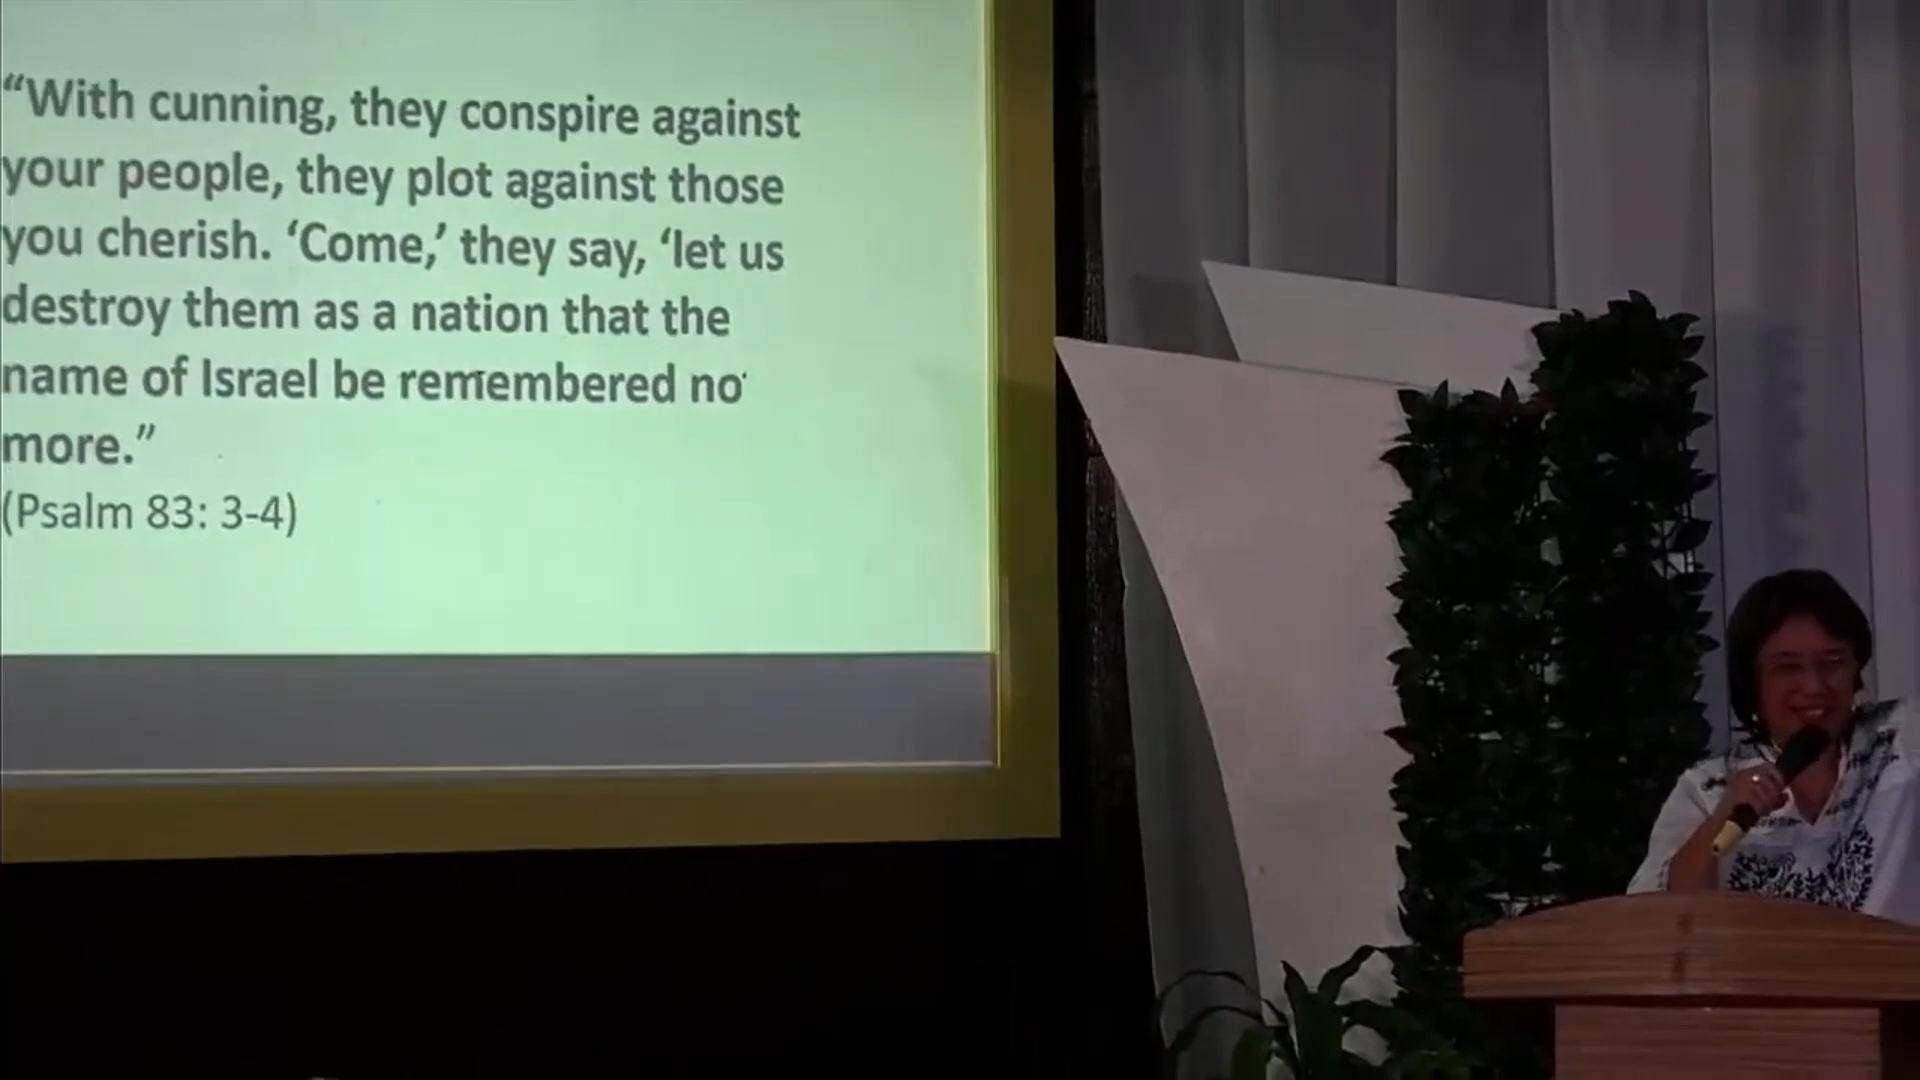 “With cunning, they conspire against
your people, they plot against those
you cherish. ‘Come,’ they say, ‘let us
destroy them as a nation that the
name of Israel be remembered no
more.”
(Psalm 83: 3-4)